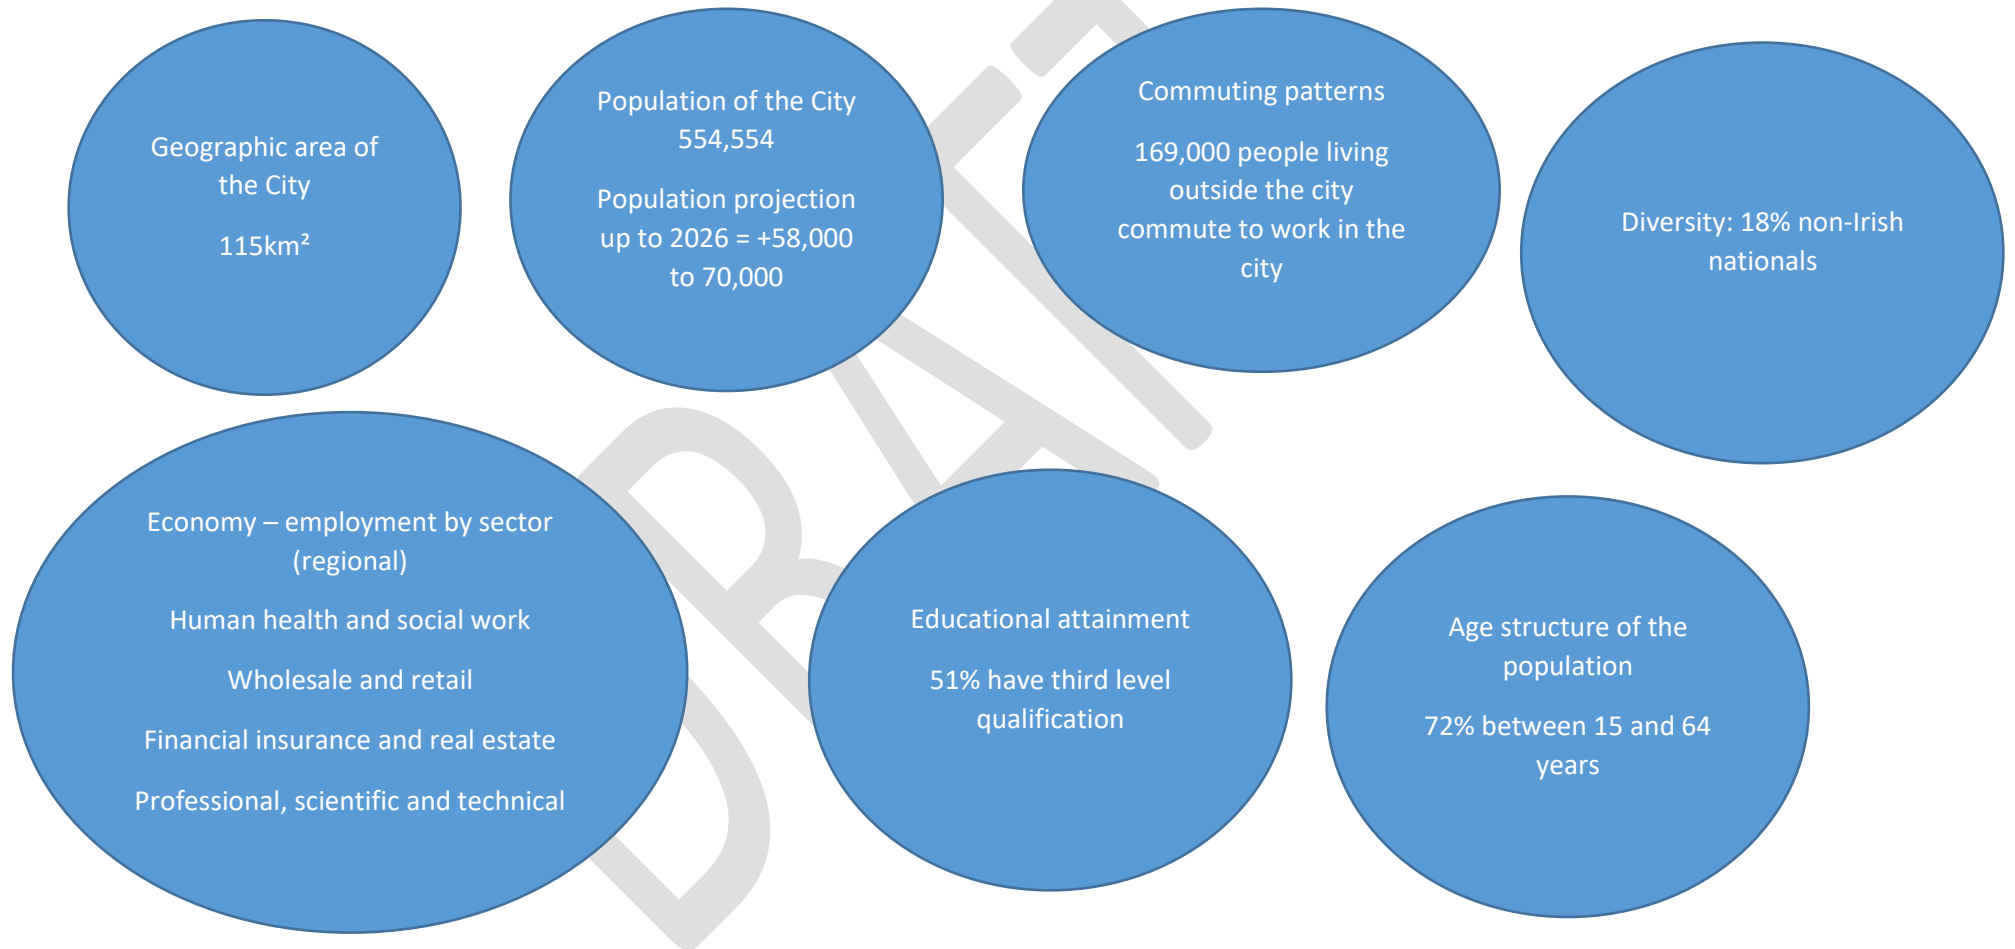 Geographic area of
the City
115km²
Population of the City
554,554
Population projection
up to 2026 = +58,000
to 70,000
Commuting patterns
169,000 people living
outside the city
commute to work in the
city
Diversity: 18% non-Irish
nationals
Economy – employment by sector
(regional)
Human health and social work
Wholesale and retail
Financial insurance and real estate
Professional, scientific and technical
Educational attainment
51% have third level
qualification
Age structure of the
population
72% between 15 and 64
years
DRAFT